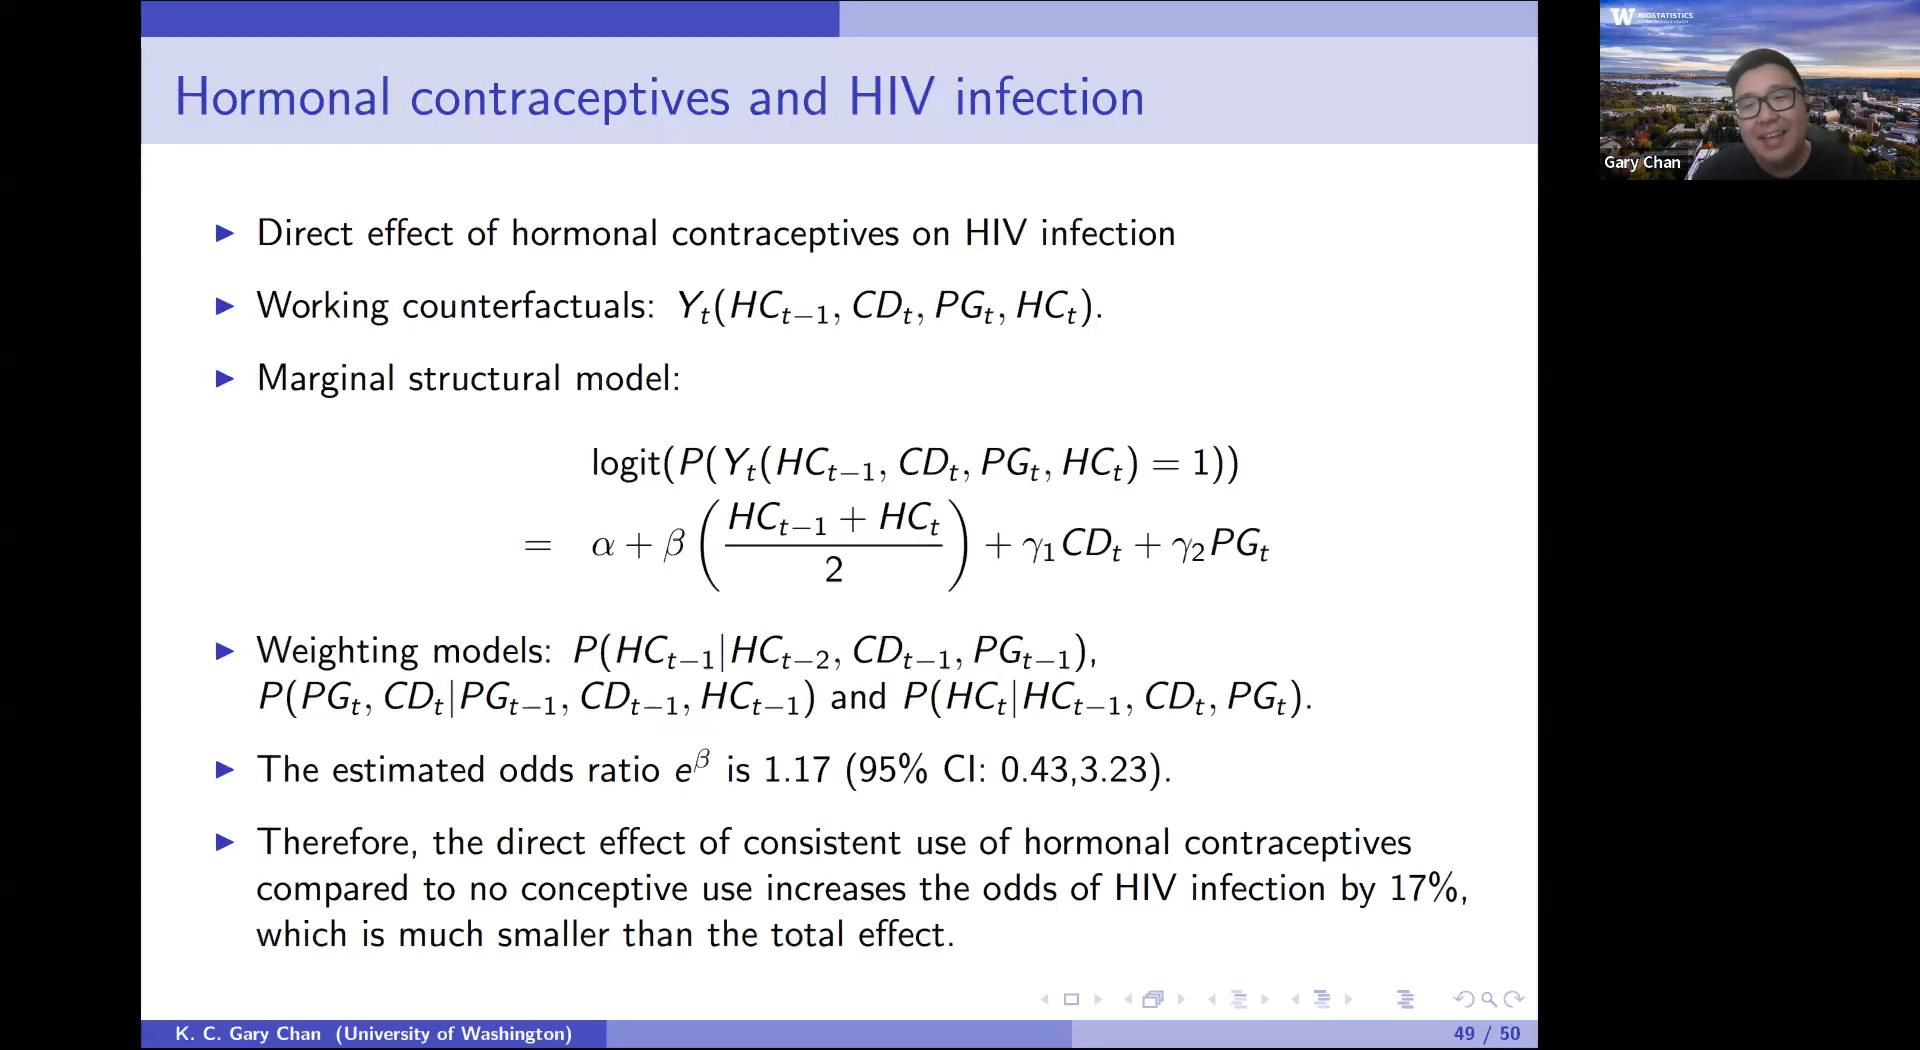 Hormonal contraceptives and HIV infection
Direct effect of hormonal contraceptives on HIV infection
Working counterfactuals: Y_t(HC_{t−1}, CD_t, PG_t, HC_t).
Marginal structural model:
logit(P(Y_t(HC_{t−1}, CD_t, PG_t, HC_t) = 1))
= α + β ((HC_{t−1} + HC_t)/2) + γ_1 CD_t + γ_2 PG_t
Weighting models: P(HC_{t−1}|HC_{t−2}, CD_{t−1}, PG_{t−1}),
P(PG_t, CD_t|PG_{t−1}, CD_{t−1}, HC_{t−1}) and P(HC_t|HC_{t−1}, CD_t, PG_t).
The estimated odds ratio e^β is 1.17 (95% CI: 0.43,3.23).
Therefore, the direct effect of consistent use of hormonal contraceptives
compared to no conceptive use increases the odds of HIV infection by 17%,
which is much smaller than the total effect.
K. C. Gary Chan (University of Washington)
49 / 50
W BIOSTATISTICS
Gary Chan